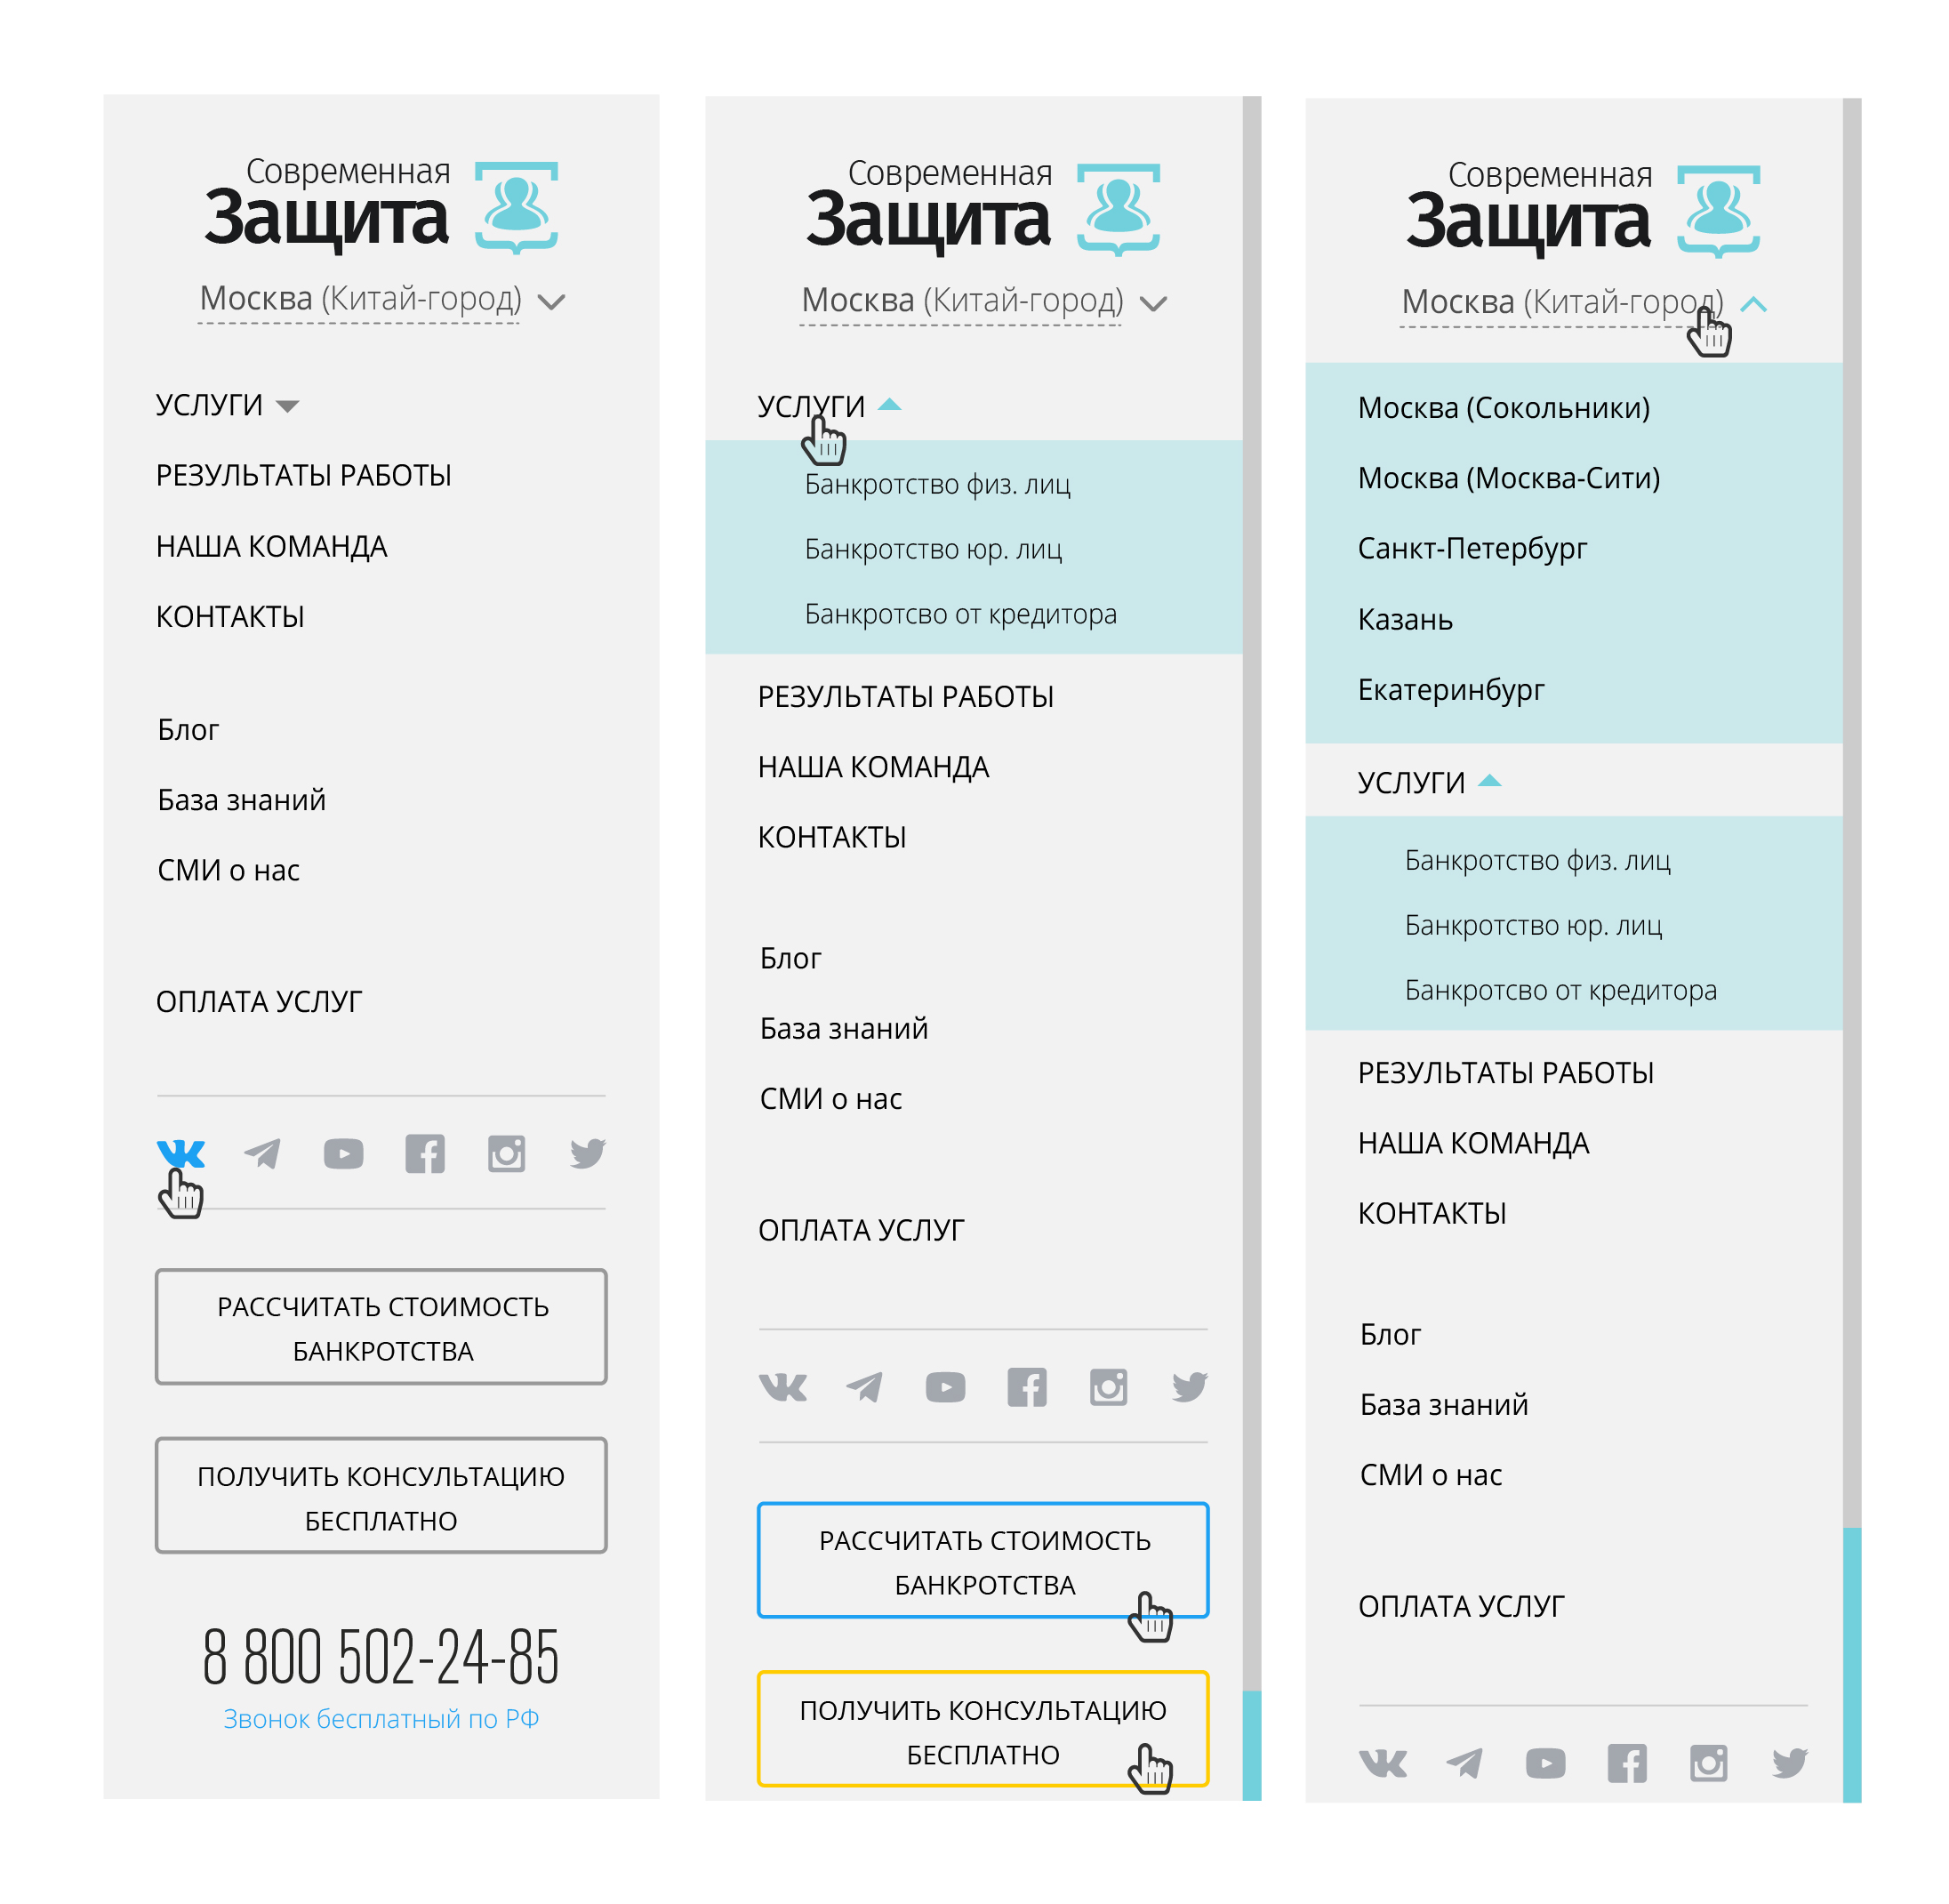 Современная
Защита
Москва (Китай-город)
УСЛУГИ
РЕЗУЛЬТАТЫ РАБОТЫ
НАША КОМАНДА
КОНТАКТЫ
Блог
База знаний
СМИ о нас
ОПЛАТА УСЛУГ
РАССЧИТАТЬ СТОИМОСТЬ
БАНКРОТСТВА
ПОЛУЧИТЬ КОНСУЛЬТАЦИЮ
БЕСПЛАТНО
8 800 502-24-85
Звонок бесплатный по РФ
Современная
Защита
Москва (Китай-город)
УСЛУГИ
Банкротство физ. лиц
Банкротство юр. лиц
Банкротсво от кредитора
РЕЗУЛЬТАТЫ РАБОТЫ
НАША КОМАНДА
КОНТАКТЫ
Блог
База знаний
СМИ о нас
ОПЛАТА УСЛУГ
РАССЧИТАТЬ СТОИМОСТЬ
БАНКРОТСТВА
ПОЛУЧИТЬ КОНСУЛЬТАЦИЮ
БЕСПЛАТНО
Современная
Защита
Москва (Китай-город)
Москва (Сокольники)
Москва (Москва-Сити)
Санкт-Петербург
Казань
Екатеринбург
УСЛУГИ
Банкротство физ. лиц
Банкротство юр. лиц
Банкротсво от кредитора
РЕЗУЛЬТАТЫ РАБОТЫ
НАША КОМАНДА
КОНТАКТЫ
Блог
База знаний
СМИ о нас
ОПЛАТА УСЛУГ